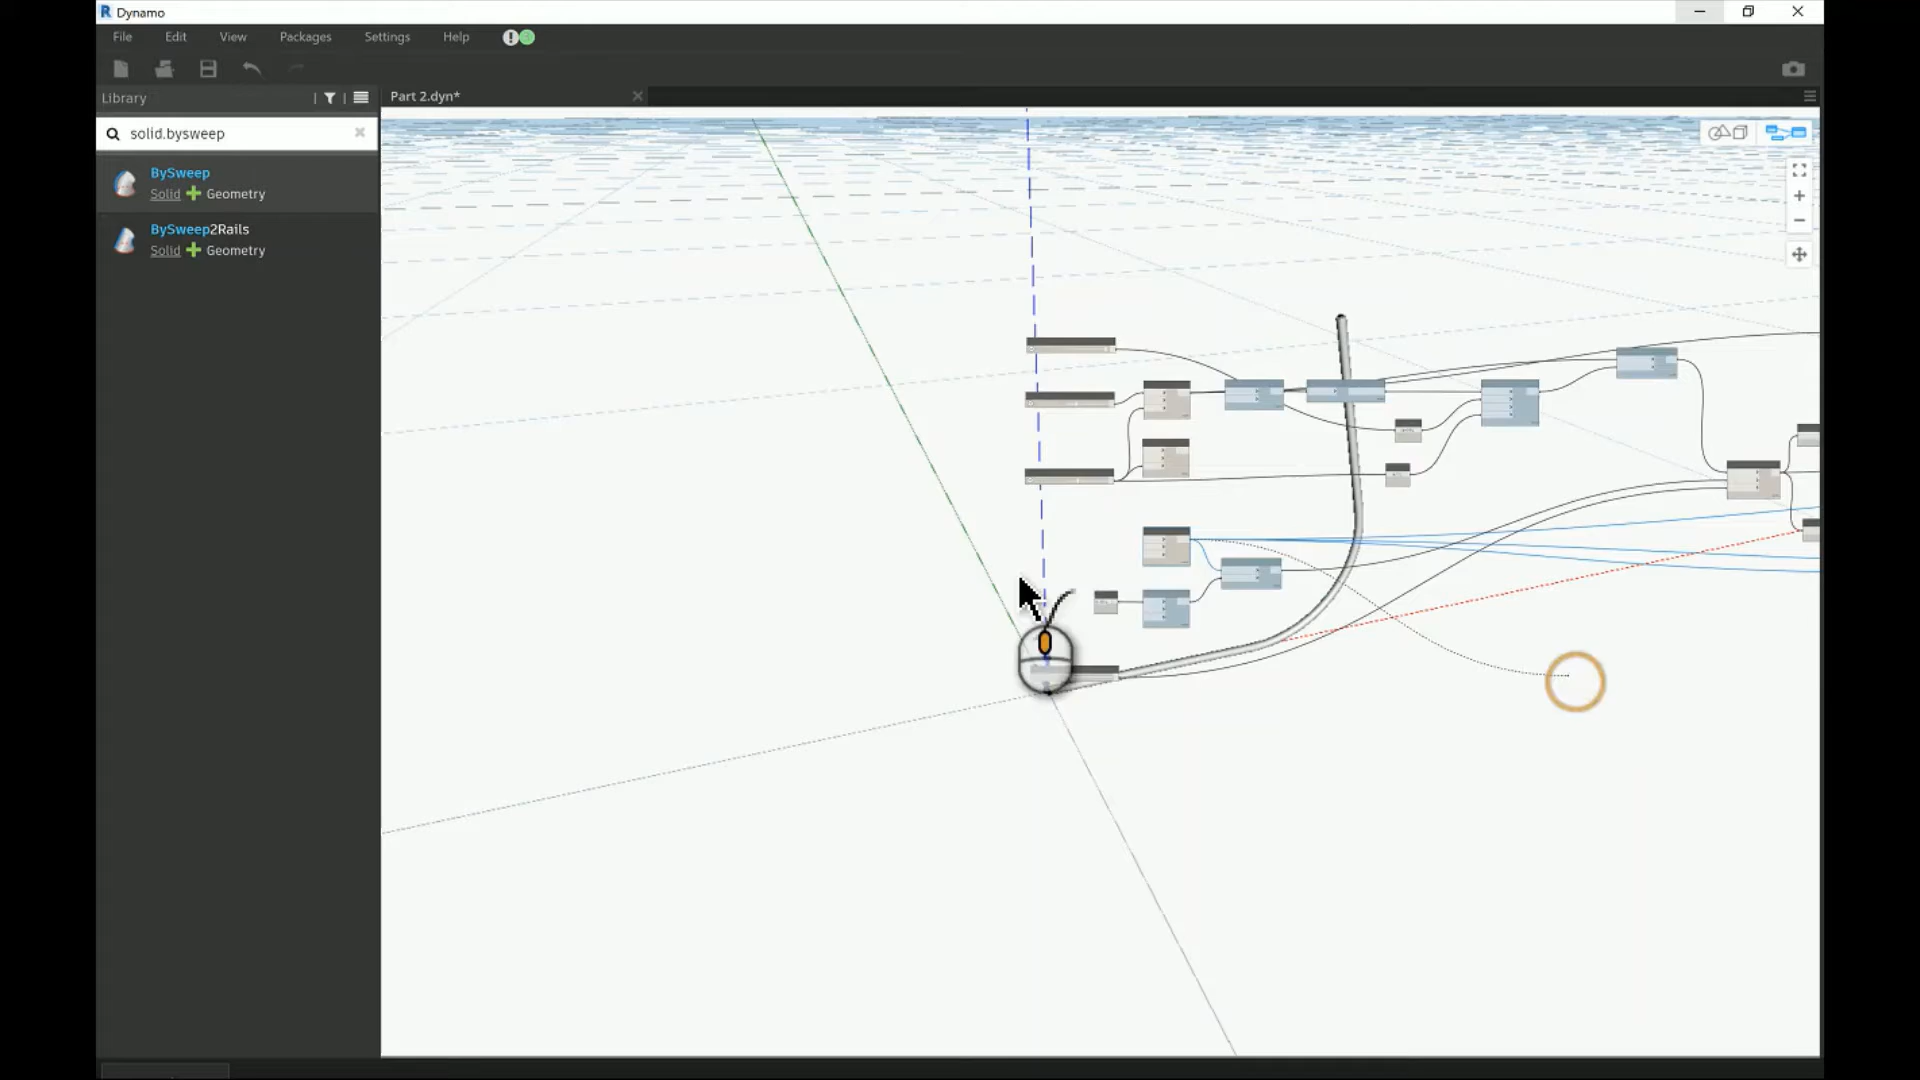 Dynamo
File Edit View Packages Settings Help
Library
Part 2.dyn*
solid.bysweep
BySweep
Solid Geometry
BySweep2Rails
Solid Geometry